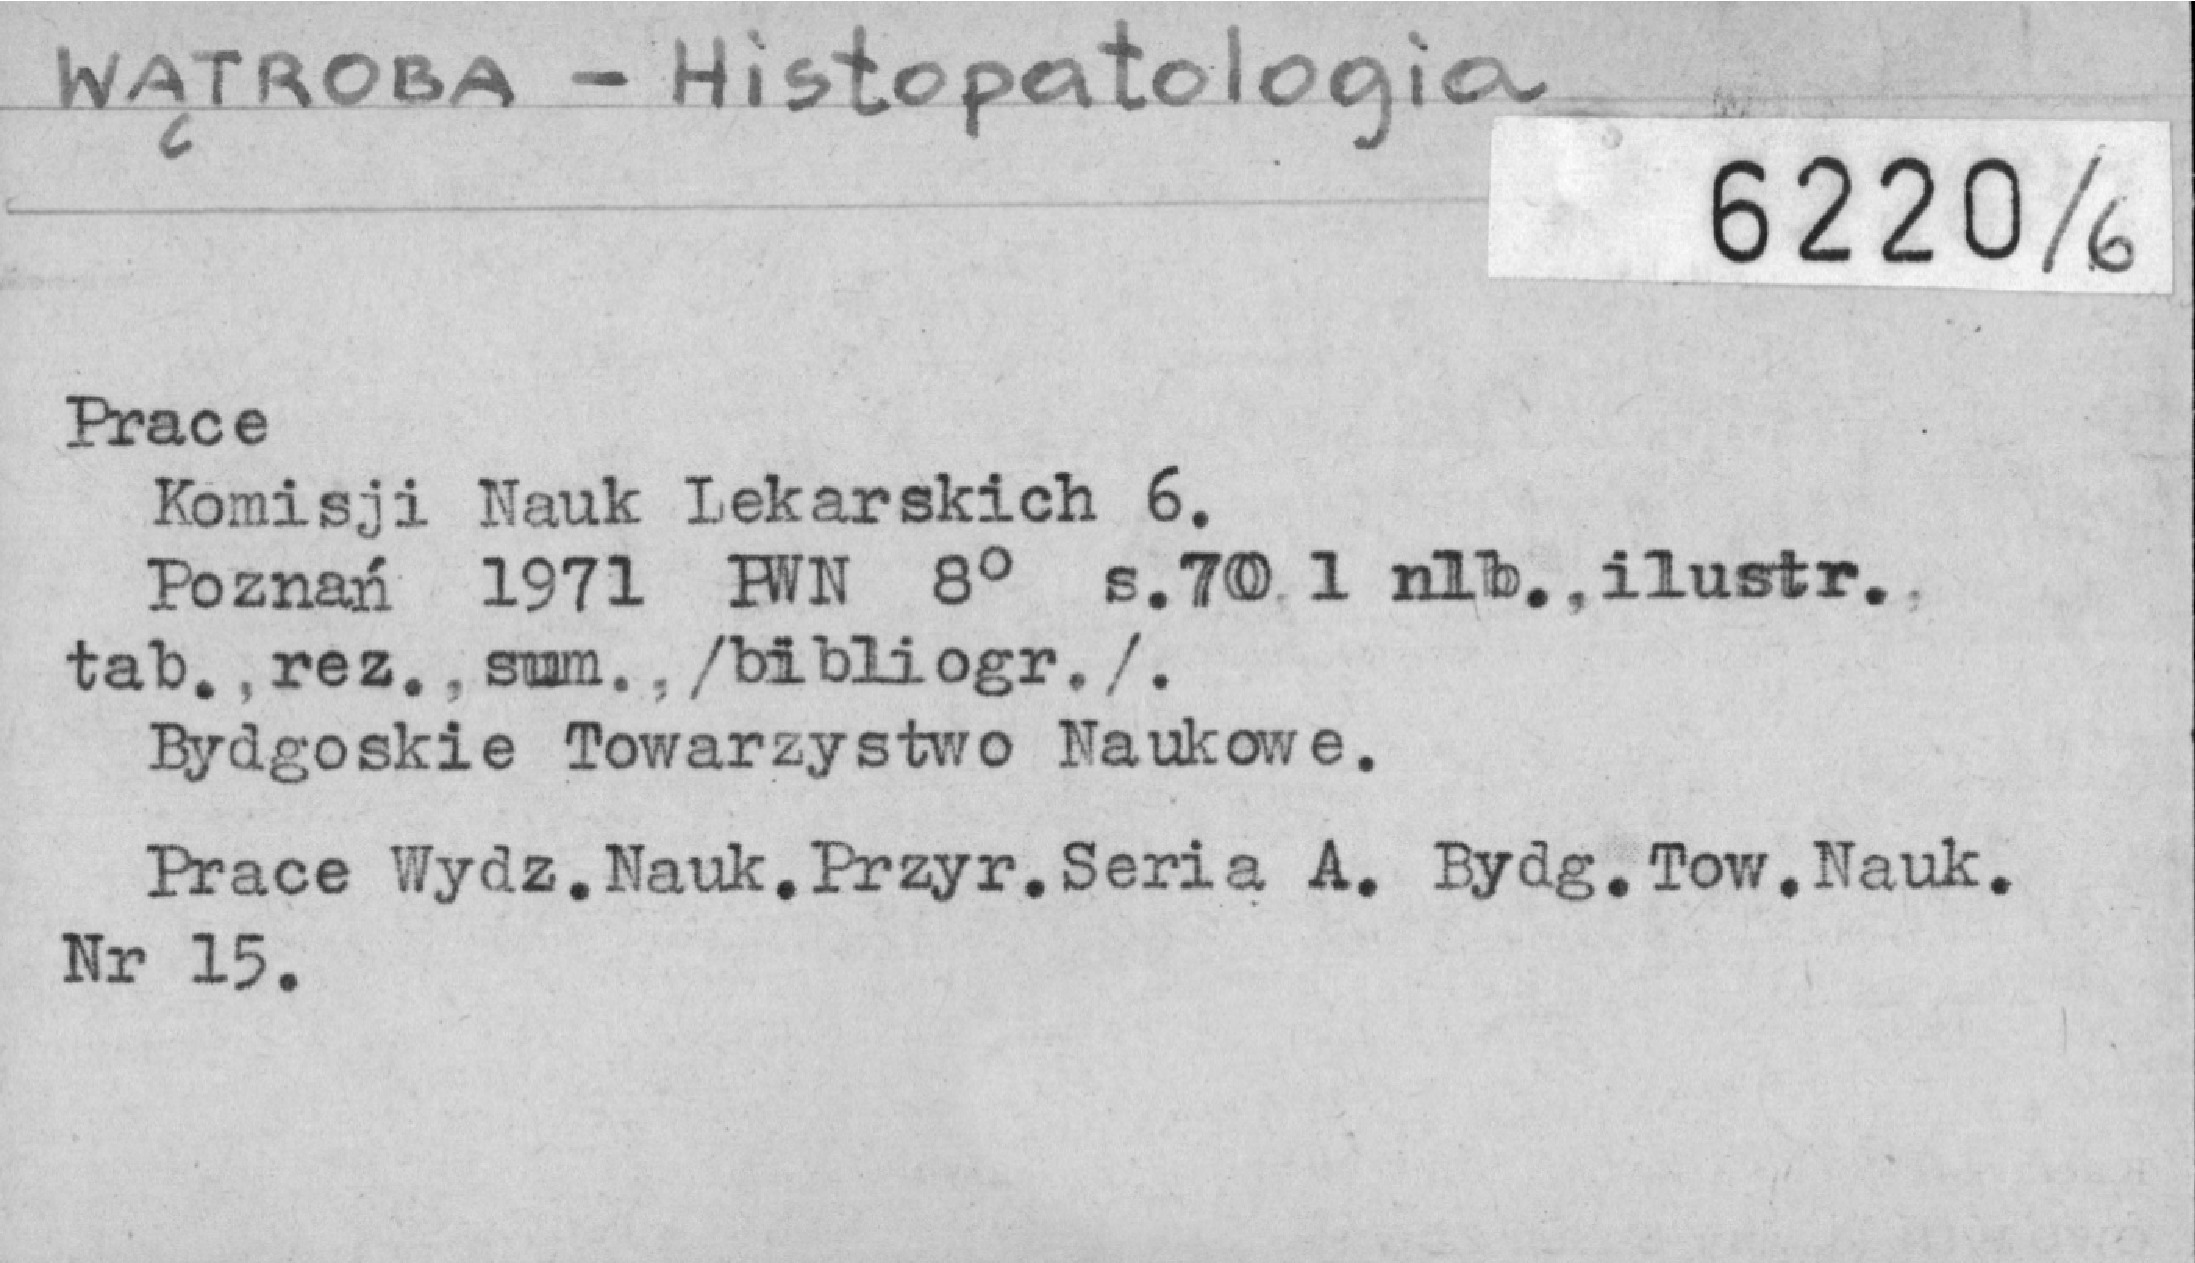 WĄTROBA - Histopatologia
6220/6
Prace
Komisji Nauk Lekarskich 6.
Poznań 1971 PWN 8° s.70 1 nlb.,ilustr.,
tab.,rez.,sum.,/bibliogr./.
Bydgoskie Towarzystwo Naukowe.
Prace Wydz.Nauk.Przyr.Seria A. Bydg.Tow.Nauk.
Nr 15.